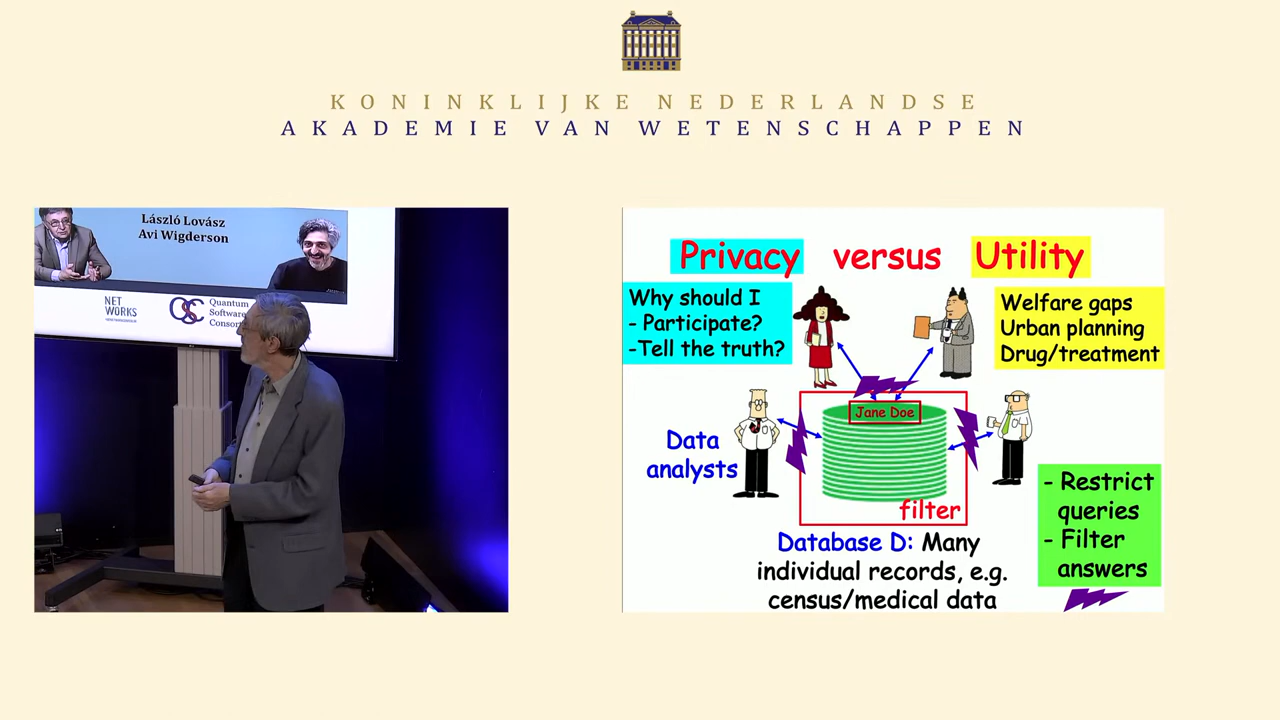 KONINKLIJKE NEDERLANDSE
AKADEMIE VAN WETENSCHAPPEN
László Lovász
Avi Wigderson
NET
WORKS
QSC
Quantum
Software
Privacy versus Utility
Why should I
- Participate?
-Tell the truth?
Welfare gaps
Urban planning
Drug/treatment
Jane Doe
Data
analysts
filter
Database D: Many
individual records, e.g.
census/medical data
- Restrict
queries
- Filter
answers